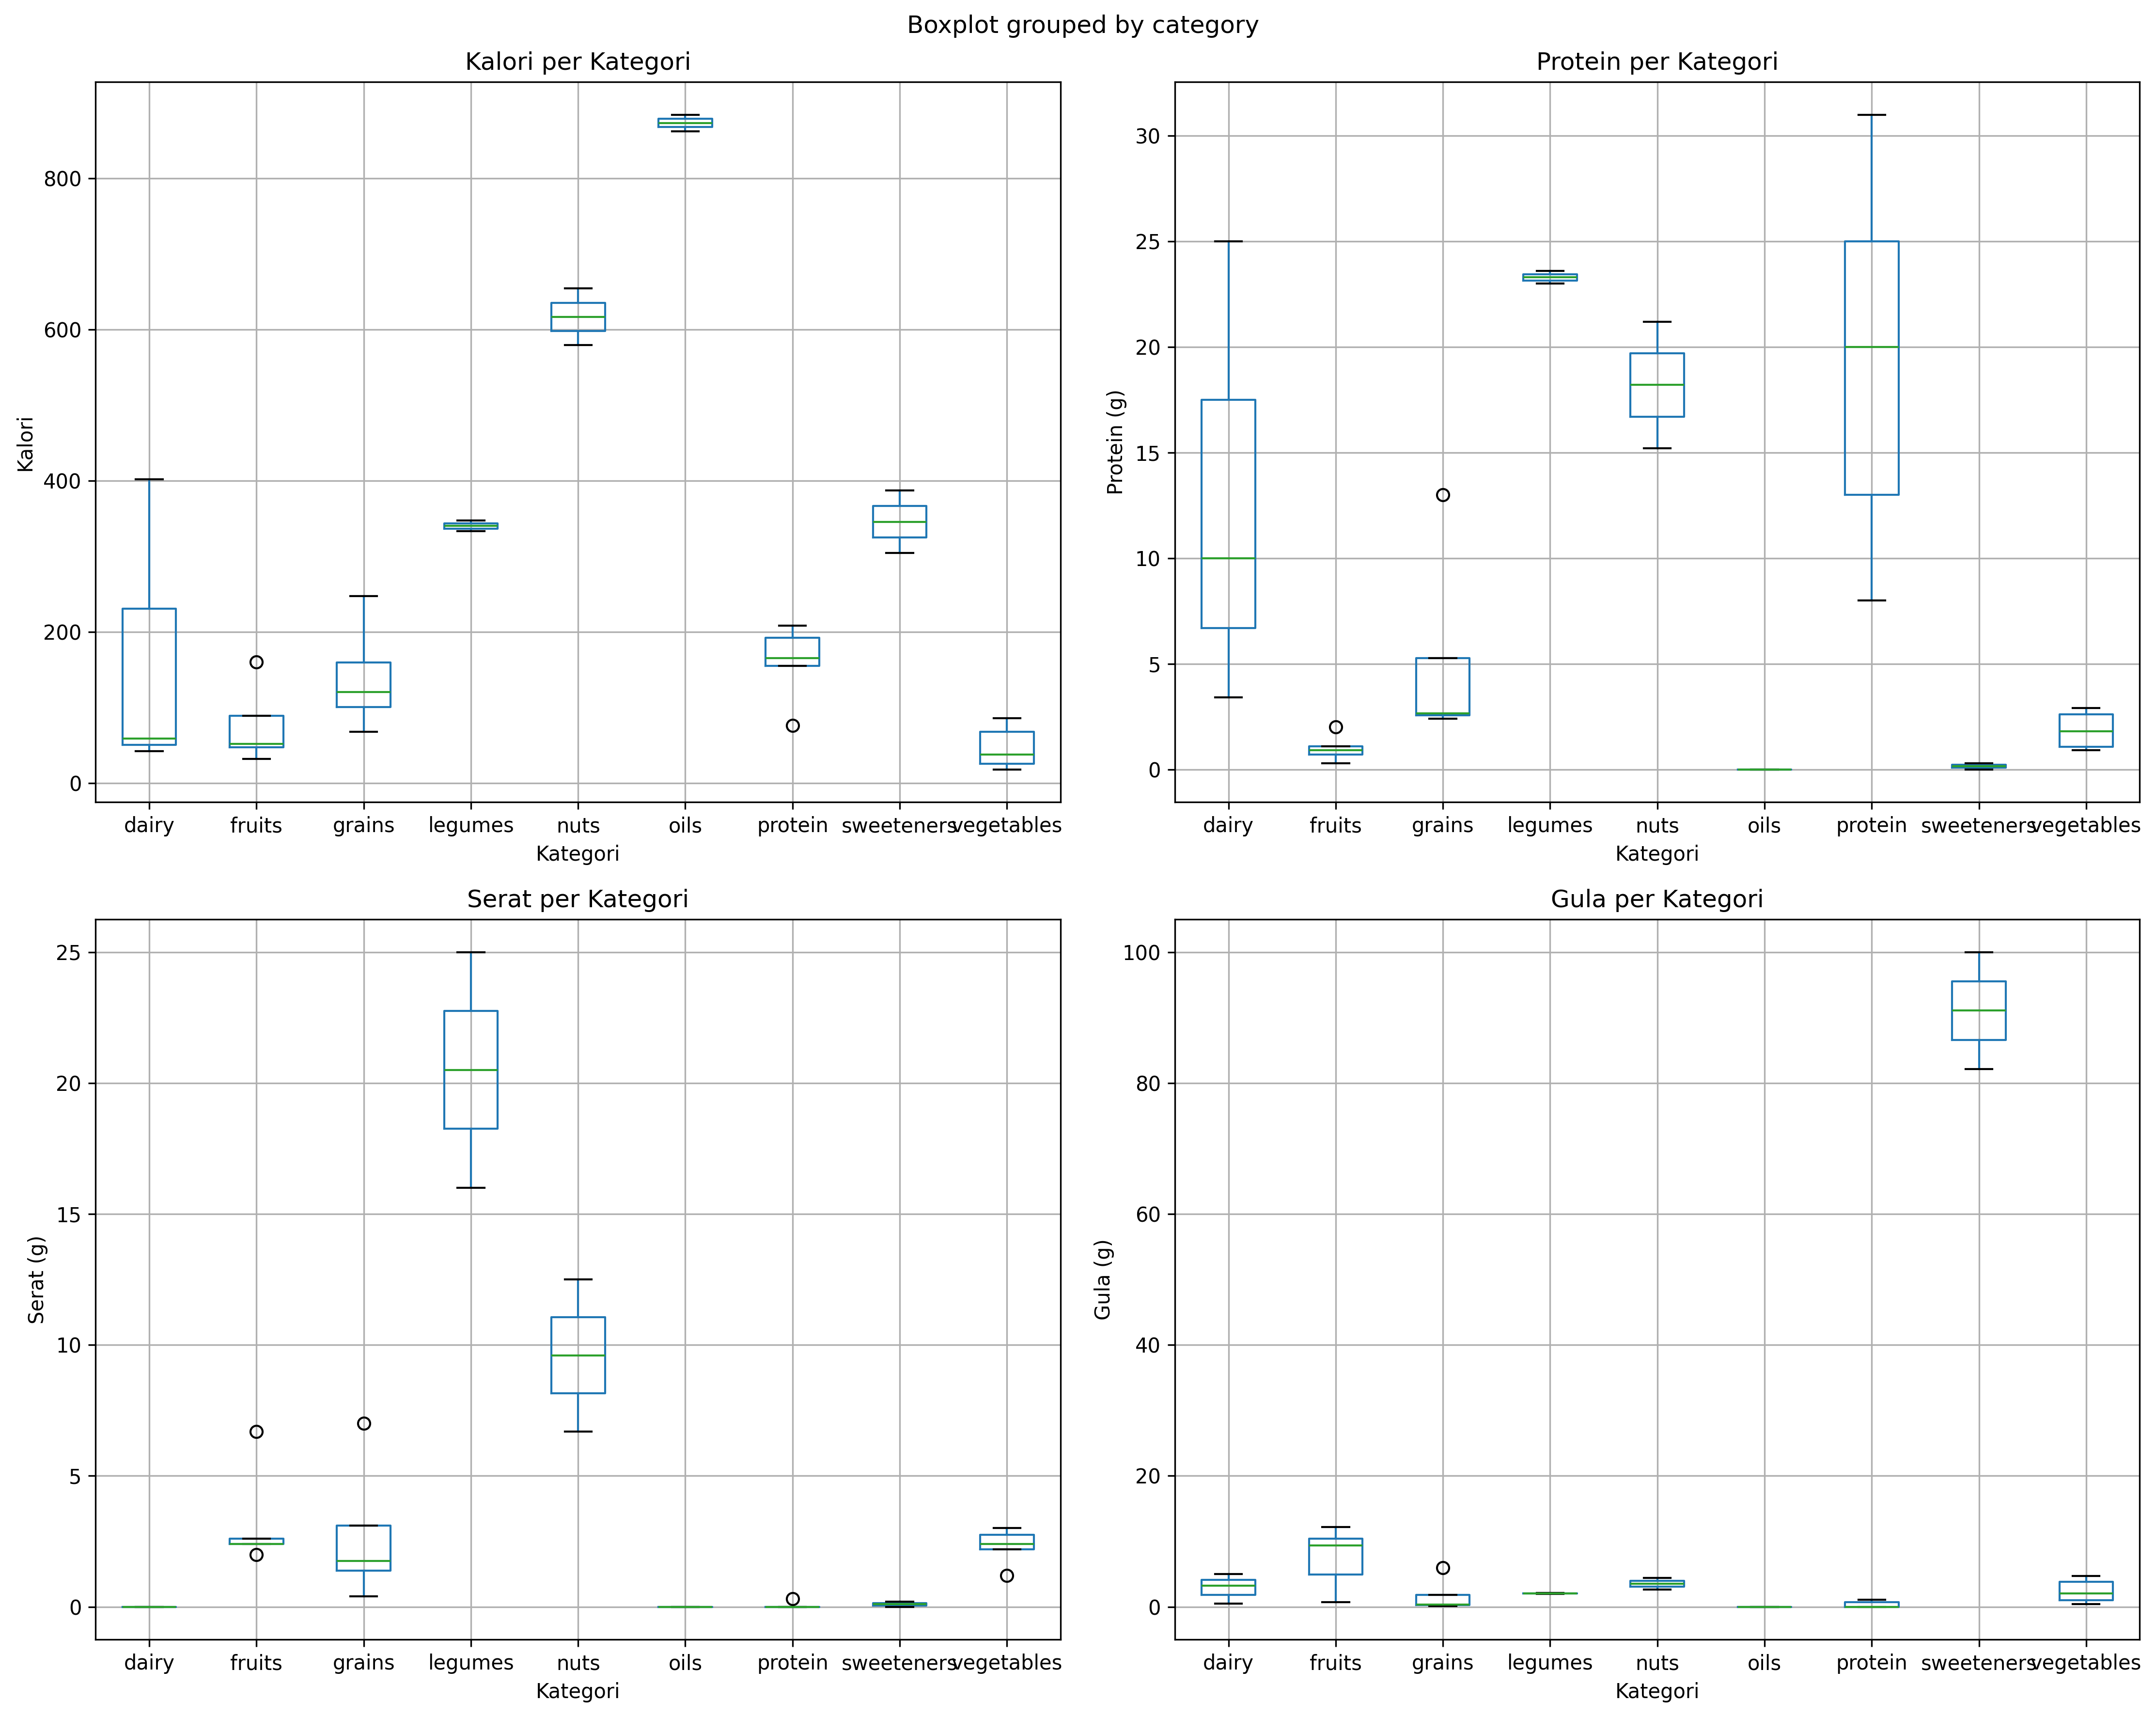 Boxplot grouped by category
Kalori per Kategori
800
600
400
200
0
Kalori
dairy fruits grains legumes nuts oils protein sweeteners vegetables
Kategori
Protein per Kategori
30
25
20
15
10
5
0
Protein (g)
dairy fruits grains legumes nuts oils protein sweeteners vegetables
Kategori
Serat per Kategori
25
20
15
10
5
0
Serat (g)
dairy fruits grains legumes nuts oils protein sweeteners vegetables
Kategori
Gula per Kategori
100
80
60
40
20
0
Gula (g)
dairy fruits grains legumes nuts oils protein sweeteners vegetables
Kategori